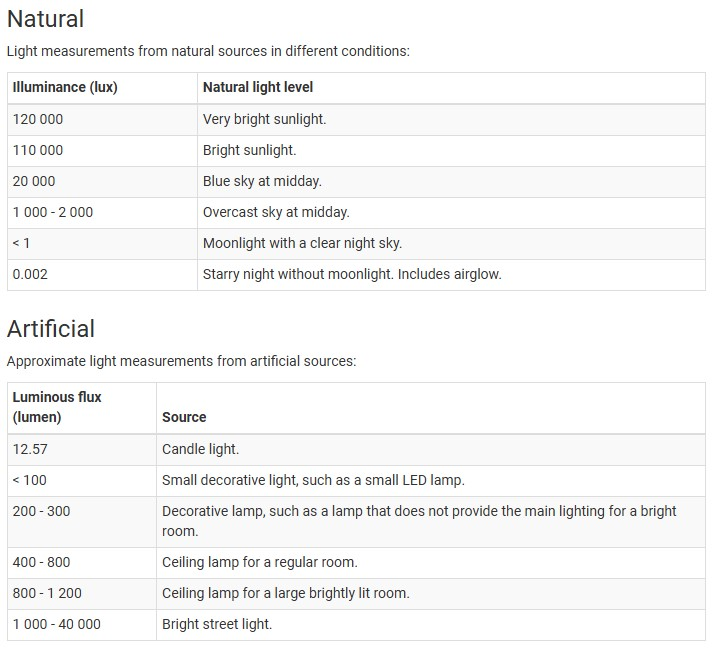 Natural
Light measurements from natural sources in different conditions:
Illuminance (lux) Natural light level
120 000 Very bright sunlight.
110 000 Bright sunlight.
20 000 Blue sky at midday.
1 000 - 2 000 Overcast sky at midday.
< 1 Moonlight with a clear night sky.
0.002 Starry night without moonlight. Includes airglow.
Artificial
Approximate light measurements from artificial sources:
Luminous flux
(lumen) Source
12.57 Candle light.
< 100 Small decorative light, such as a small LED lamp.
200 - 300 Decorative lamp, such as a lamp that does not provide the main lighting for a bright
room.
400 - 800 Ceiling lamp for a regular room.
800 - 1 200 Ceiling lamp for a large brightly lit room.
1 000 - 40 000 Bright street light.